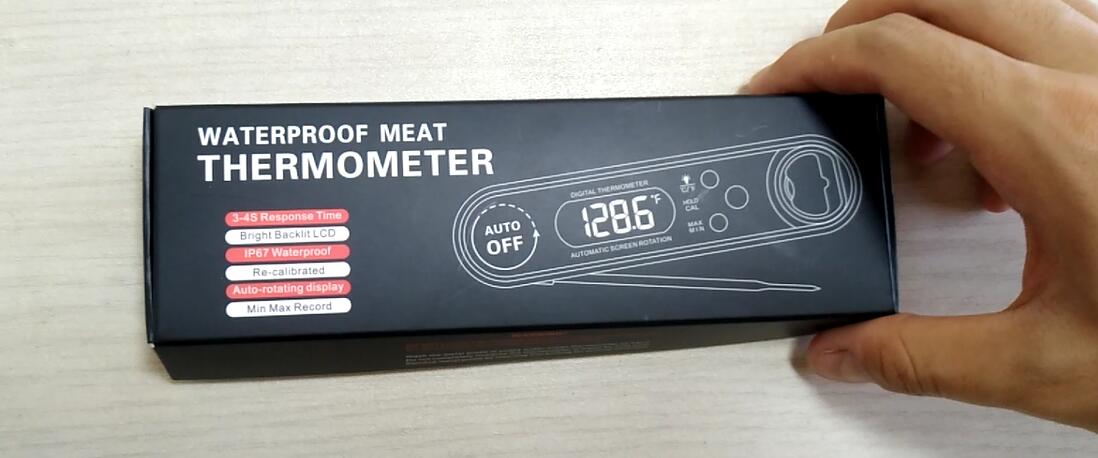 WATERPROOF MEAT
THERMOMETER
3-4S Response Time
Bright Backlit LCD
IP67 Waterproof
Re-calibrated
Auto-rotating display
Min Max Record
AUTO
OFF
DIGITAL THERMOMETER
128.6°F
AUTOMATIC SCREEN ROTATION
°C/°F
HOLD
CAL
MAX
MIN